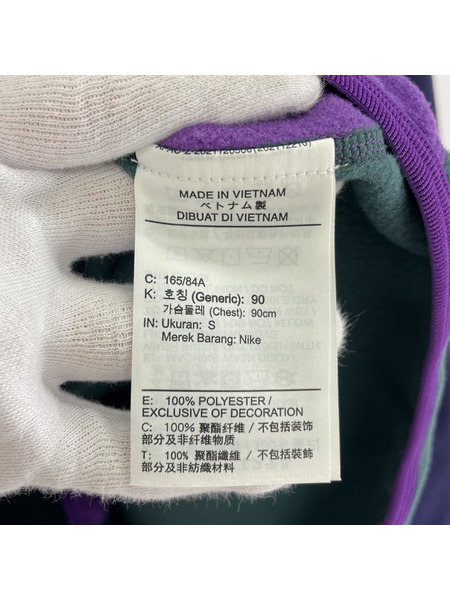 MADE IN VIETNAM
ベトナム製
DIBUAT DI VIETNAM
C: 165/84A
K: 호칭 (Generic): 90
가슴둘레 (Chest): 90cm
IN: Ukuran: S
Merek Barang: Nike
E: 100% POLYESTER /
EXCLUSIVE OF DECORATION
C: 100% 聚酯纤维 / 不包括装饰
部分及非纤维物质
T: 100% 聚酯纖維 / 不包括裝飾
部分及非紡織材料